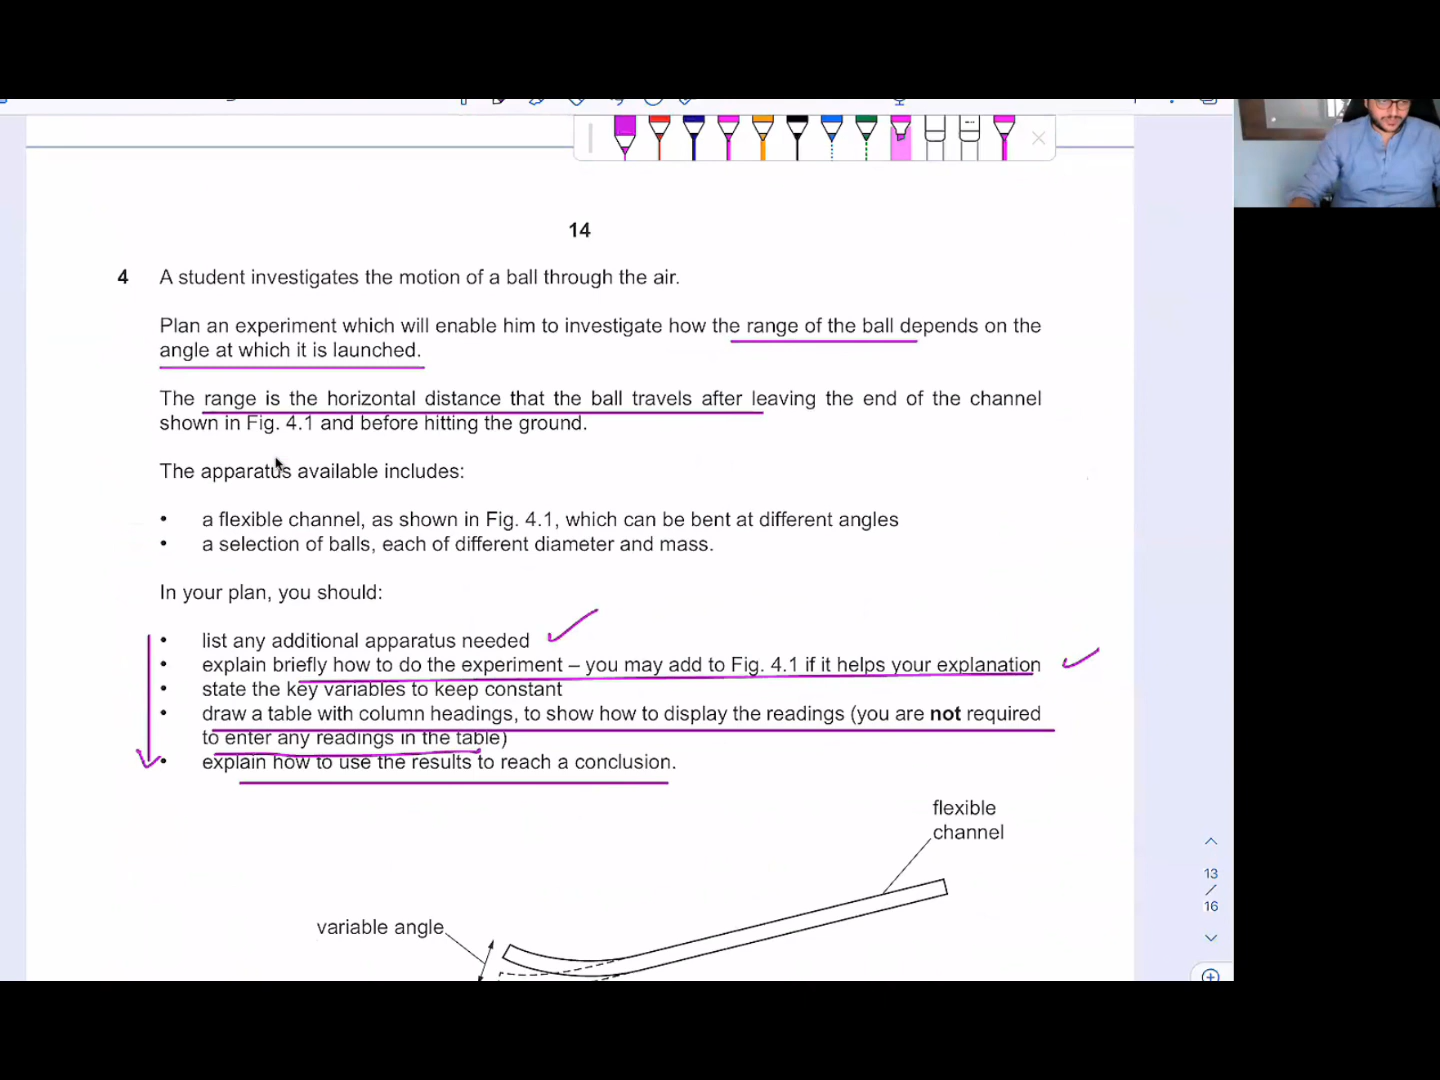 14
4 A student investigates the motion of a ball through the air.
Plan an experiment which will enable him to investigate how the range of the ball depends on the
angle at which it is launched.
The range is the horizontal distance that the ball travels after leaving the end of the channel
shown in Fig. 4.1 and before hitting the ground.
The apparatus available includes:
• a flexible channel, as shown in Fig. 4.1, which can be bent at different angles
• a selection of balls, each of different diameter and mass.
In your plan, you should:
• list any additional apparatus needed
• explain briefly how to do the experiment – you may add to Fig. 4.1 if it helps your explanation
• state the key variables to keep constant
• draw a table with column headings, to show how to display the readings (you are not required
to enter any readings in the table)
• explain how to use the results to reach a conclusion.
flexible
channel
variable angle
13
/
16